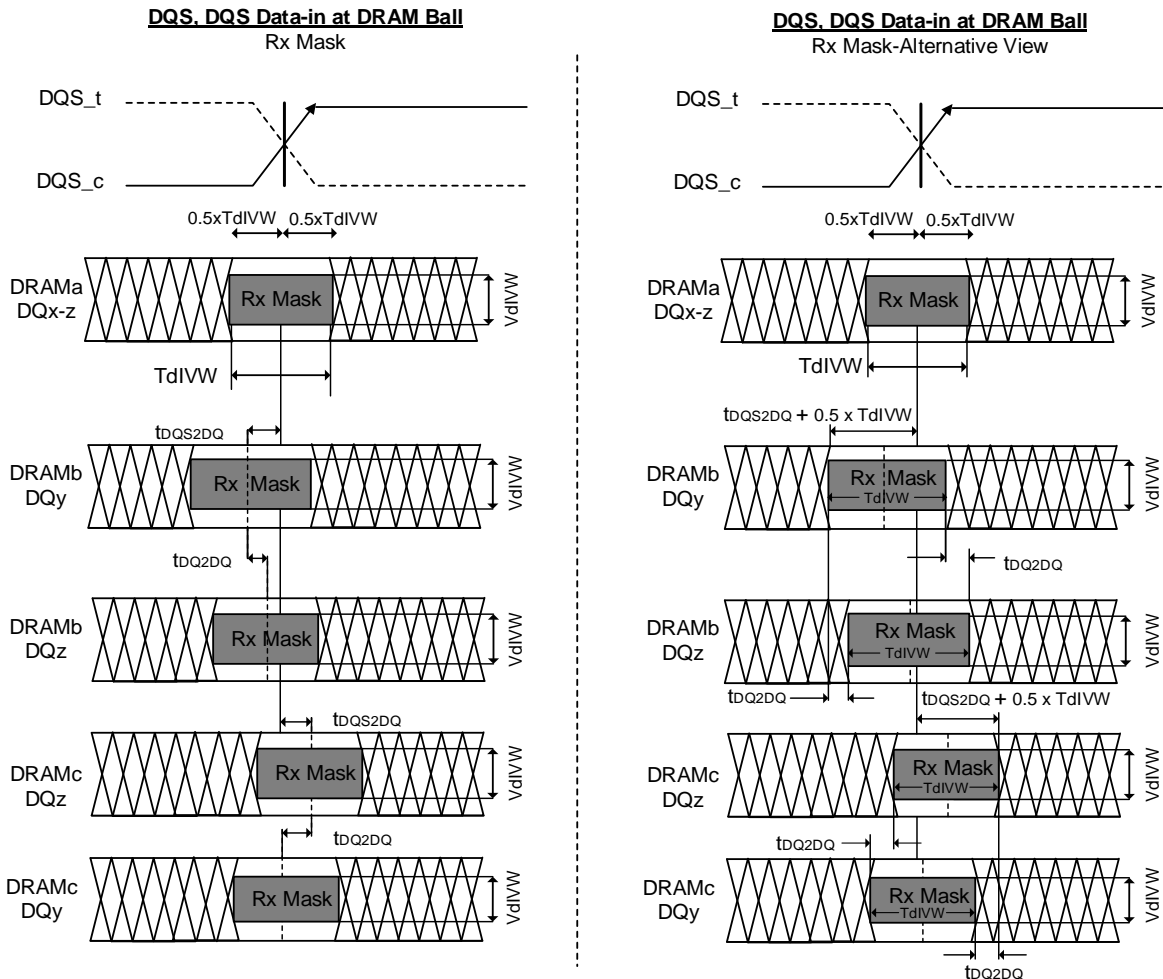 DQS, DQS Data-in at DRAM Ball
Rx Mask
DQS_t
DQS_c
0.5xTdIVW 0.5xTdIVW
DRAMa
DQx-z
Rx Mask
VdIVW
TdIVW
tDQS2DQ
DRAMb
DQy
Rx Mask
VdIVW
tDQ2DQ
DRAMb
DQz
Rx Mask
VdIVW
tDQS2DQ
DRAMc
DQz
Rx Mask
VdIVW
tDQ2DQ
DRAMc
DQy
Rx Mask
VdIVW
DQS, DQS Data-in at DRAM Ball
Rx Mask-Alternative View
DQS_t
DQS_c
0.5xTdIVW 0.5xTdIVW
DRAMa
DQx-z
Rx Mask
VdIVW
TdIVW
tDQS2DQ + 0.5 x TdIVW
DRAMb
DQy
Rx Mask
TdIVW
VdIVW
tDQ2DQ
DRAMb
DQz
Rx Mask
TdIVW
VdIVW
tDQ2DQ
tDQS2DQ + 0.5 x TdIVW
DRAMc
DQz
Rx Mask
TdIVW
VdIVW
tDQ2DQ
DRAMc
DQy
Rx Mask
TdIVW
VdIVW
tDQ2DQ